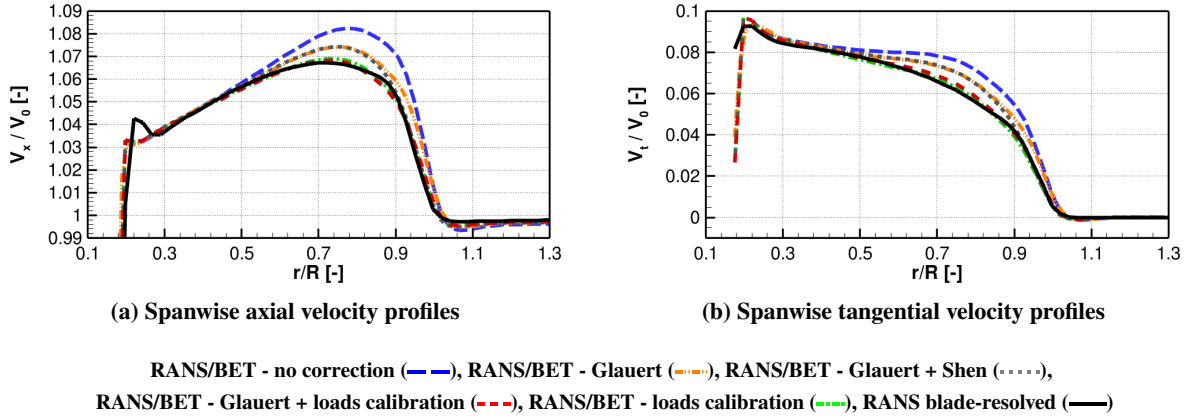 1.09
1.08
1.07
1.06
1.05
1.04
1.03
1.02
1.01
1
0.99
Vx / V0 [-]
0.1 0.3 0.5 0.7 0.9 1.1 1.3
r/R [-]
(a) Spanwise axial velocity profiles
0.1
0.08
0.06
0.04
0.02
0
Vt / V0 [-]
0.1 0.3 0.5 0.7 0.9 1.1 1.3
r/R [-]
(b) Spanwise tangential velocity profiles
RANS/BET - no correction ( ), RANS/BET - Glauert ( ), RANS/BET - Glauert + Shen ( ),
RANS/BET - Glauert + loads calibration ( ), RANS/BET - loads calibration ( ), RANS blade-resolved ( )